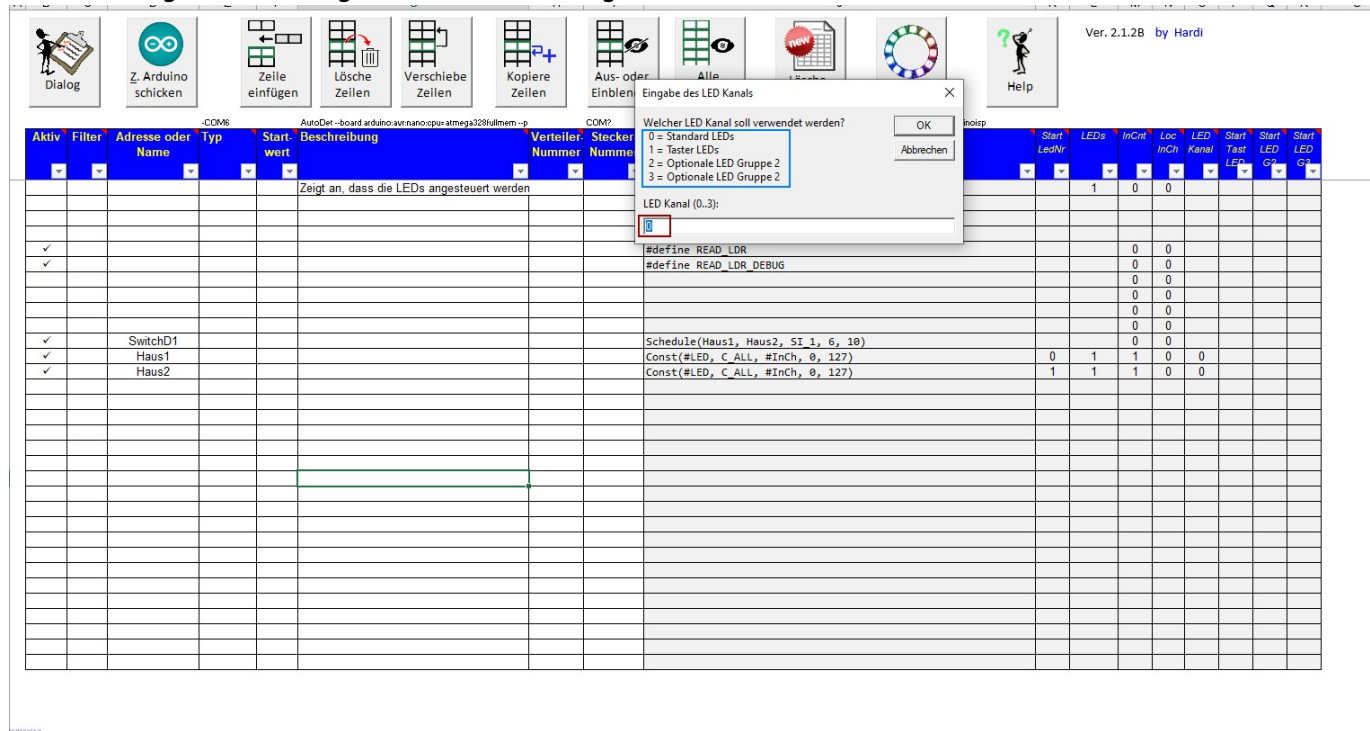 Ver. 2.1.2B by Hardi
new
Dialog
Z. Arduino schicken
Zeile einfügen
Lösche Zeilen
Verschiebe Zeilen
Kopiere Zeilen
Aus- oder
Alle
Help
Eingabe des LED Kanals
Welcher LED Kanal soll verwendet werden?
0 = Standard LEDs
1 = Taster LEDs
2 = Optionale LED Gruppe 2
3 = Optionale LED Gruppe 2
LED Kanal (0..3):
0
OK
Abbrechen
-COM6 AutoDet --board arduino:avr:nano:cpu=atmega328fullmem --p COM? inoisp
Aktiv Filter Adresse oder Name Typ Start-wert Beschreibung Verteiler-Nummer Stecker Start LedNr LEDs InCnt Loc InCh LED Kanal Start Tast LED Start LED Start LED
Zeigt an, dass die LEDs angesteuert werden 1 0 0
✓ #define READ_LDR 0 0
✓ #define READ_LDR_DEBUG 0 0
0 0
0 0
0 0
0 0
✓ SwitchD1 Schedule(Haus1, Haus2, SI_1, 6, 10) 0 0
✓ Haus1 Const(#LED, C_ALL, #InCh, 0, 127) 0 1 1 0 0
✓ Haus2 Const(#LED, C_ALL, #InCh, 0, 127) 1 1 1 0 0